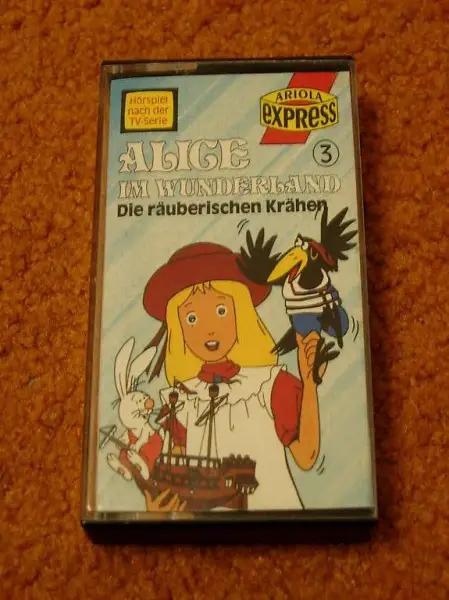 Hörspiel
nach der
TV-Serie
ARIOLA
EXPRESS
ALICE
3
IM WUNDERLAND
Die räuberischen Krähen